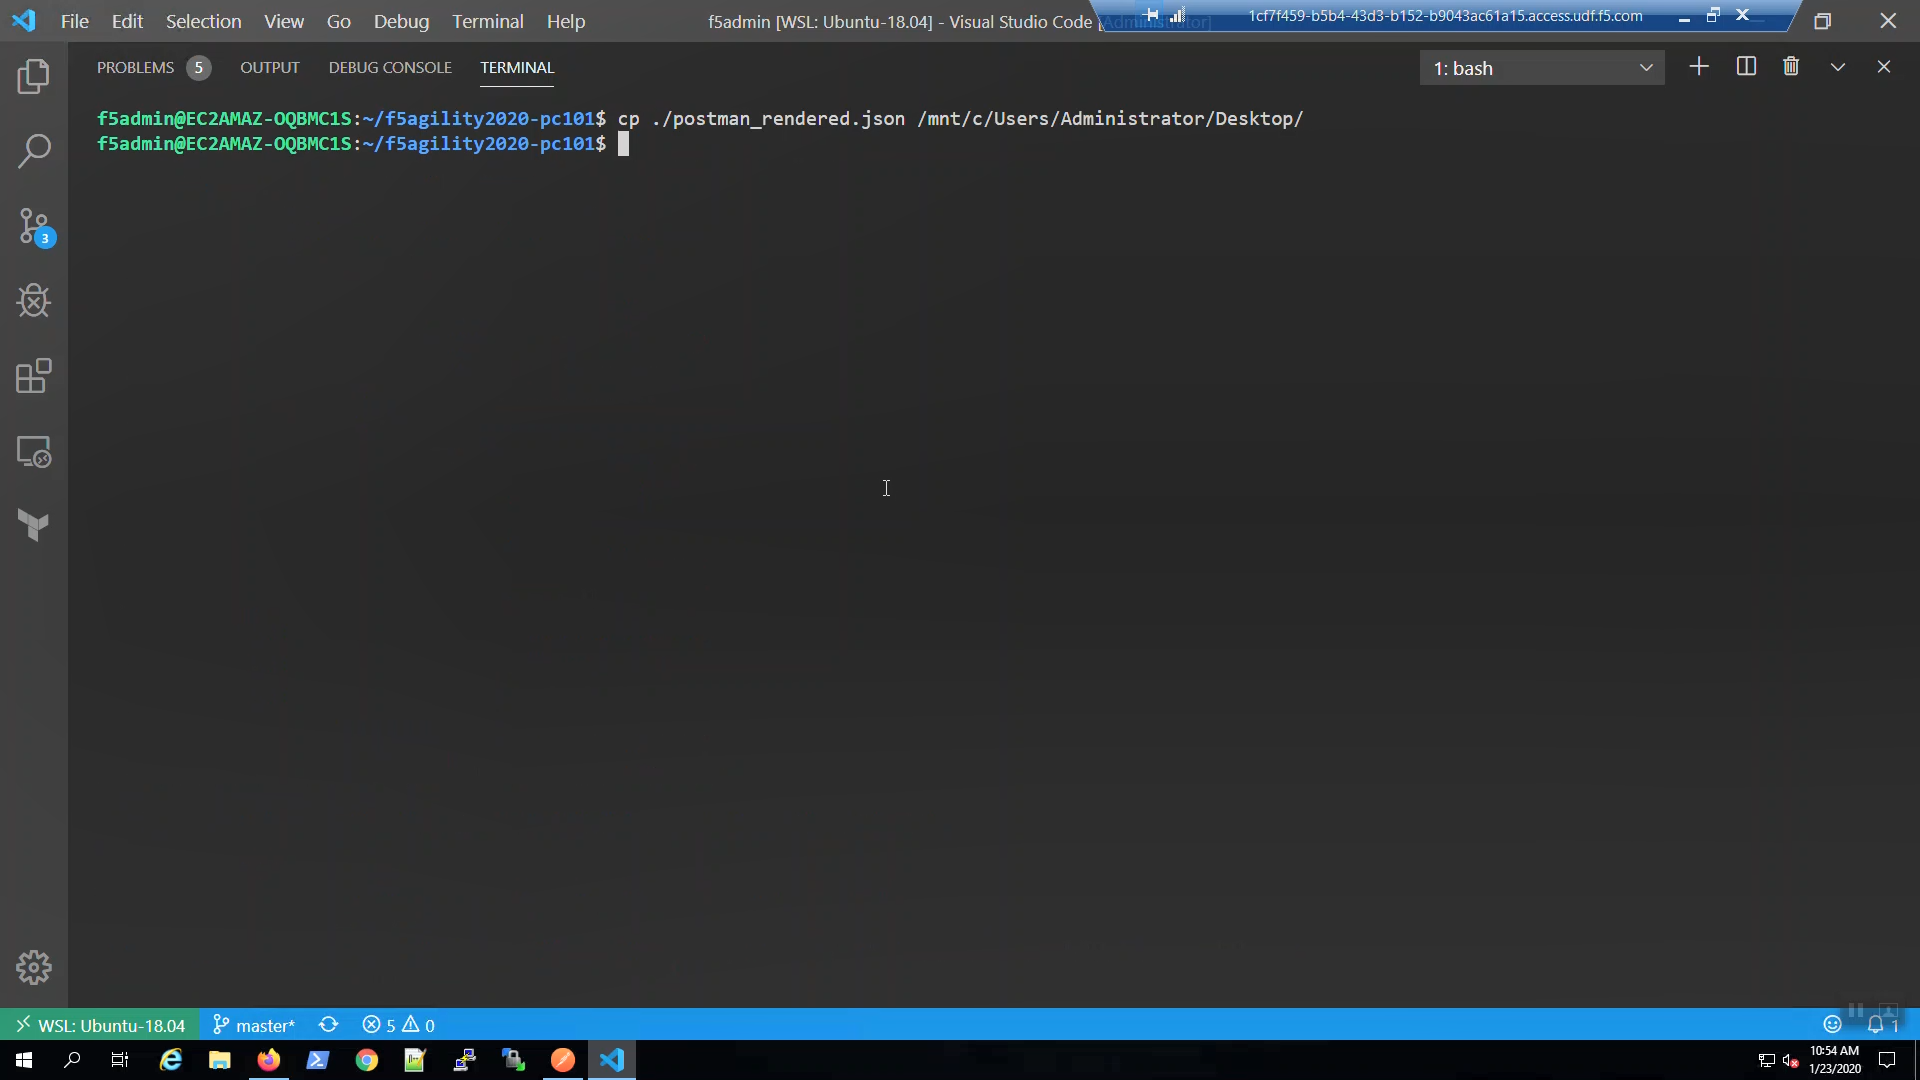 File Edit Selection View Go Debug Terminal Help f5admin [WSL: Ubuntu-18.04] - Visual Studio Code [Administrator] 1cf7f459-b5b4-43d3-b152-b9043ac61a15.access.udf.f5.com
PROBLEMS 5 OUTPUT DEBUG CONSOLE TERMINAL 1: bash
f5admin@EC2AMAZ-OQBMC1S:~/f5agility2020-pc101$ cp ./postman_rendered.json /mnt/c/Users/Administrator/Desktop/
f5admin@EC2AMAZ-OQBMC1S:~/f5agility2020-pc101$
3
WSL: Ubuntu-18.04 master* 5 0 1
10:54 AM
1/23/2020